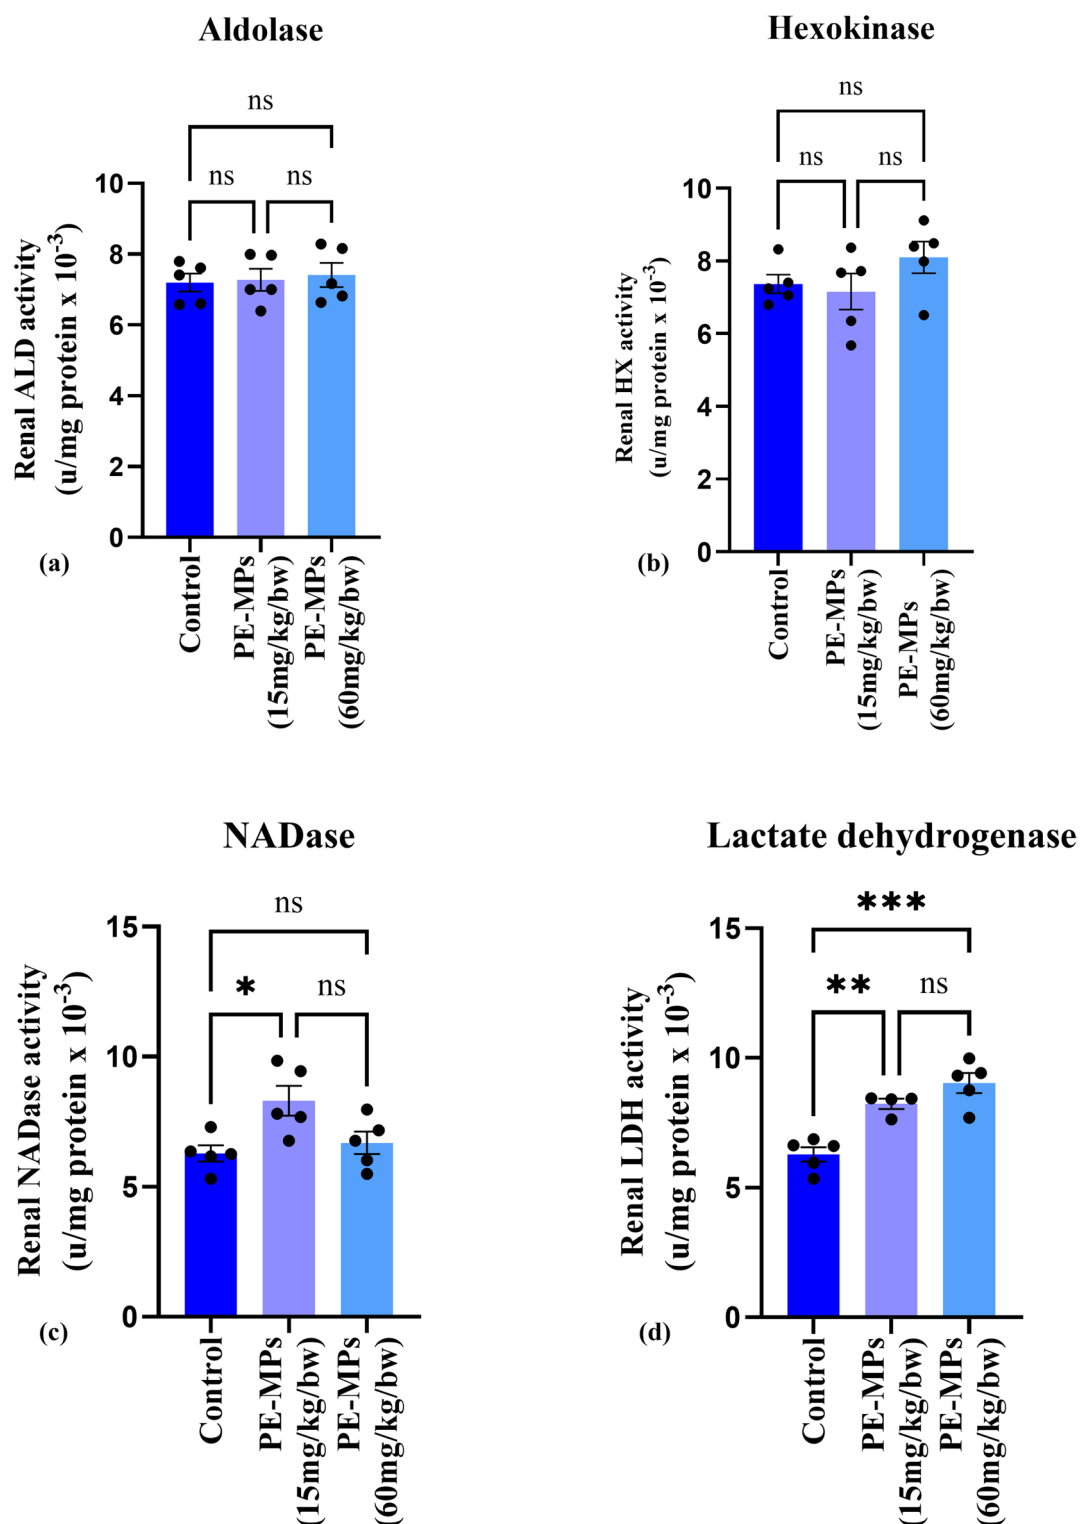 Aldolase
ns
ns
ns
Renal ALD activity
(u/mg protein x 10⁻³)
10
8
6
4
2
0
Control
PE-MPs
(15mg/kg/bw)
PE-MPs
(60mg/kg/bw)
(a)
Hexokinase
ns
ns
ns
Renal HX activity
(u/mg protein x 10⁻³)
10
8
6
4
2
0
Control
PE-MPs
(15mg/kg/bw)
PE-MPs
(60mg/kg/bw)
(b)
NADase
ns
*
ns
Renal NADase activity
(u/mg protein x 10⁻³)
15
10
5
0
Control
PE-MPs
(15mg/kg/bw)
PE-MPs
(60mg/kg/bw)
(c)
Lactate dehydrogenase
***
**
ns
Renal LDH activity
(u/mg protein x 10⁻³)
15
10
5
0
Control
PE-MPs
(15mg/kg/bw)
PE-MPs
(60mg/kg/bw)
(d)